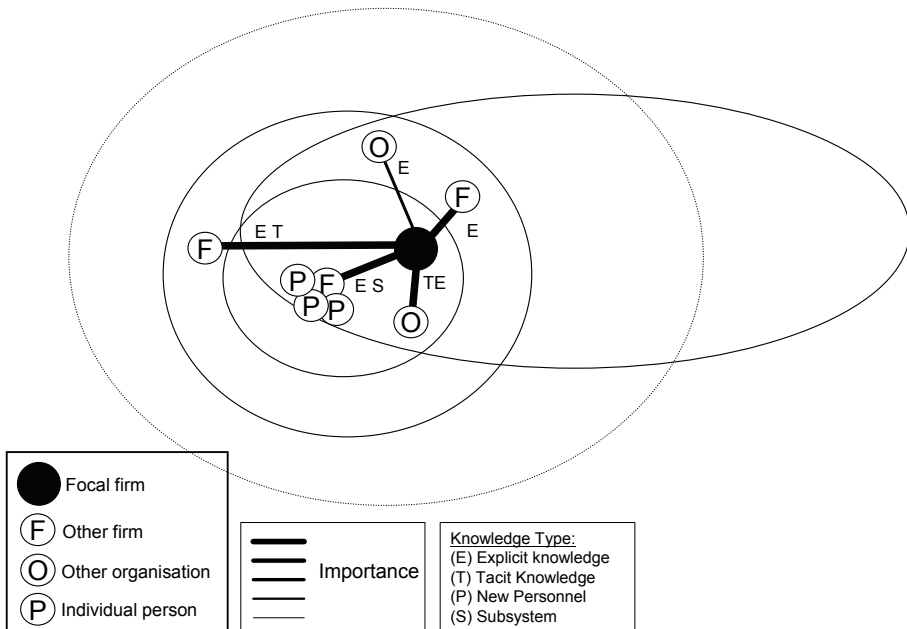 O
E
F
E T
E
F
P
F
E S
TE
P
P
O
Focal firm
F Other firm
O Other organisation
P Individual person
Importance
Knowledge Type:
(E) Explicit knowledge
(T) Tacit Knowledge
(P) New Personnel
(S) Subsystem